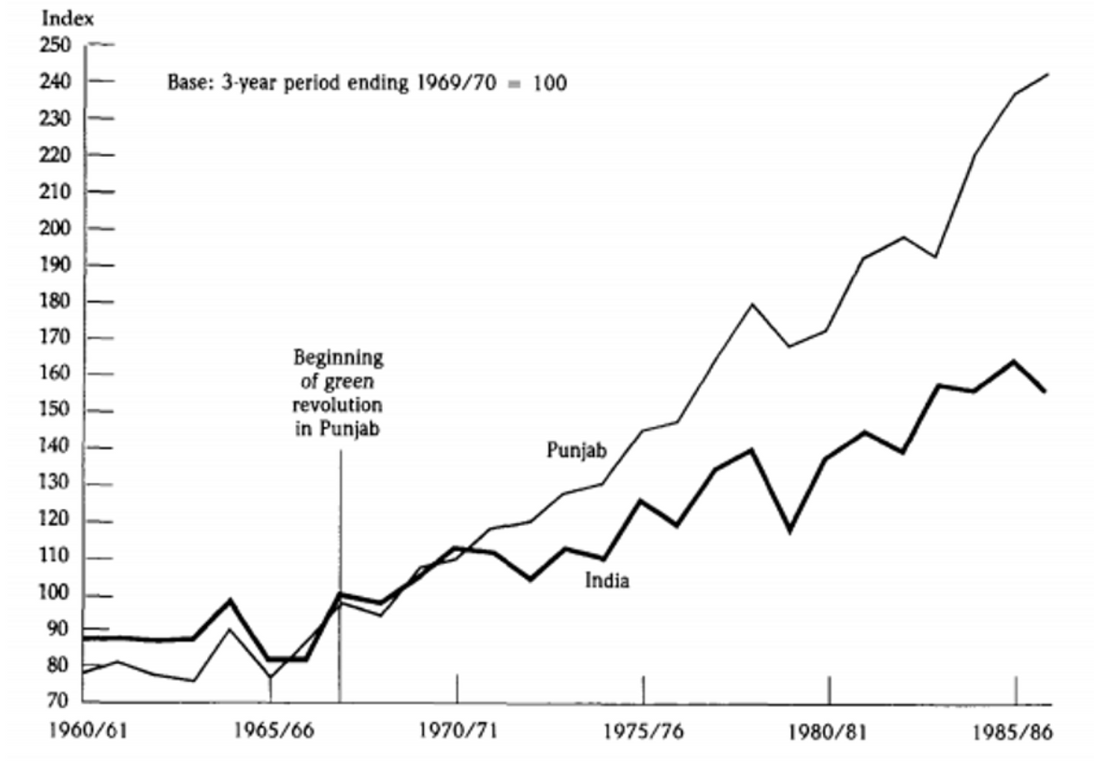 Index
250
Base: 3-year period ending 1969/70 = 100
240
230
220
210
200
190
180
170
160
150
140
130
120
110
100
90
80
70
Beginning
of green
revolution
in Punjab
Punjab
India
1960/61 1965/66 1970/71 1975/76 1980/81 1985/86